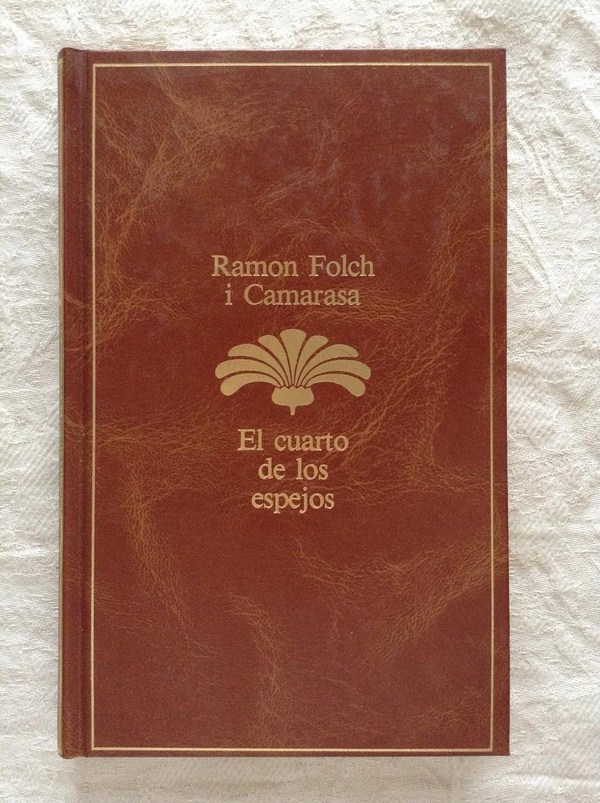 Ramon Folch
i Camarasa
El cuarto
de los
espejos